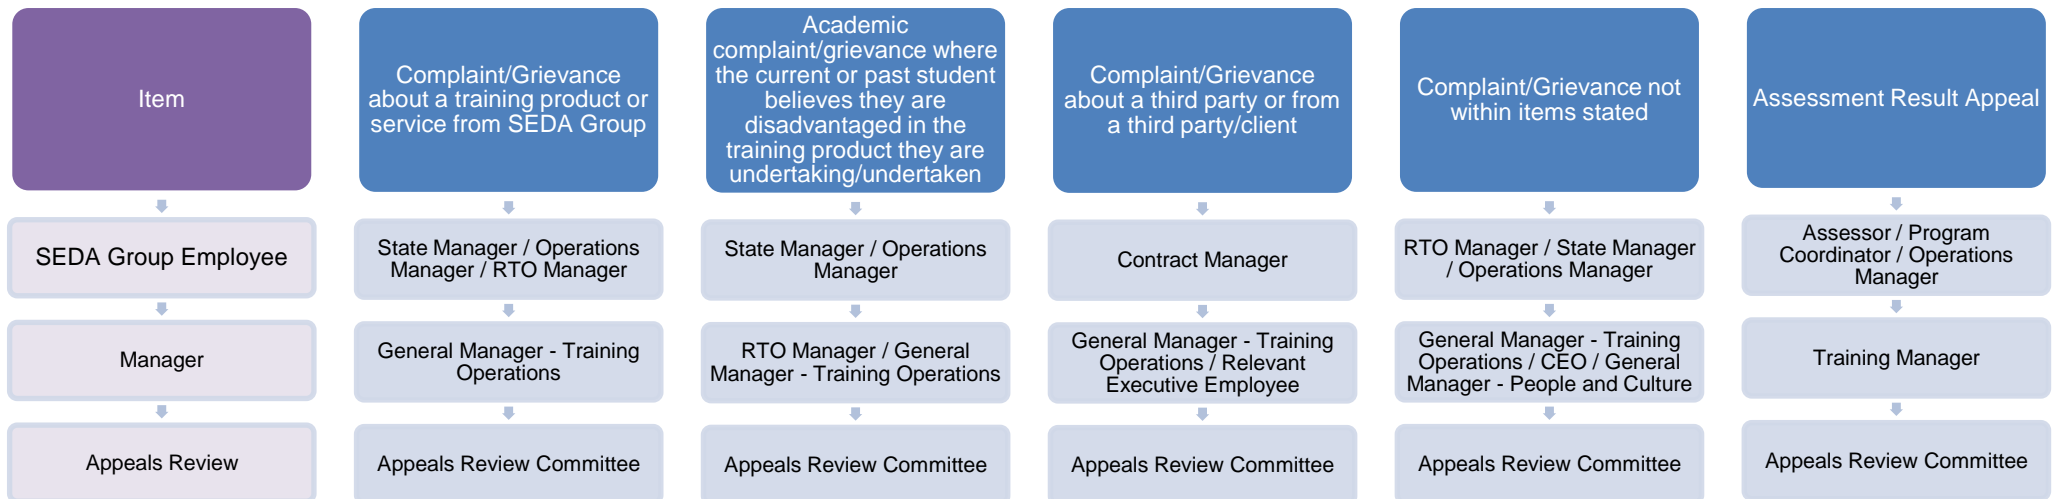 Item
Complaint/Grievance
about a training product or
service from SEDA Group
Academic
complaint/grievance where
the current or past student
believes they are
disadvantaged in the
training product they are
undertaking/undertaken
Complaint/Grievance
about a third party or from
a third party/client
Complaint/Grievance not
within items stated
Assessment Result Appeal
SEDA Group Employee
State Manager / Operations
Manager / RTO Manager
State Manager / Operations
Manager
Contract Manager
RTO Manager / State Manager
/ Operations Manager
Assessor / Program
Coordinator / Operations
Manager
Manager
General Manager - Training
Operations
RTO Manager / General
Manager - Training Operations
General Manager - Training
Operations / Relevant
Executive Employee
General Manager - Training
Operations / CEO / General
Manager - People and Culture
Training Manager
Appeals Review
Appeals Review Committee
Appeals Review Committee
Appeals Review Committee
Appeals Review Committee
Appeals Review Committee